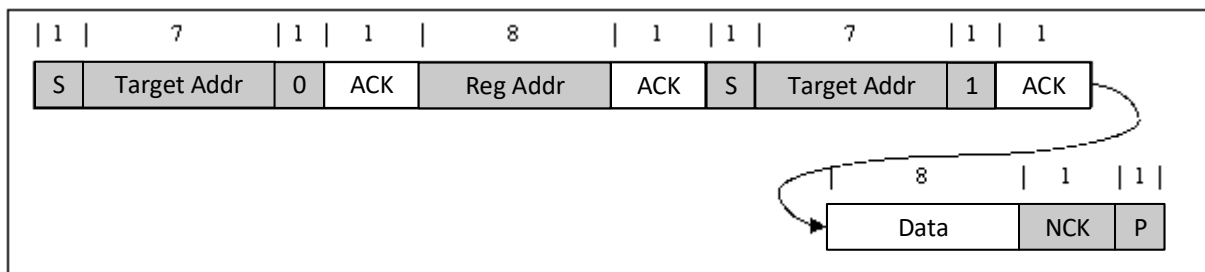 | 1 | 7 | 1 | 1 | 8 | 1 | 1 | 7 | 1 | 1
S Target Addr 0 ACK Reg Addr ACK S Target Addr 1 ACK
| 8 | 1 | 1 |
Data NCK P